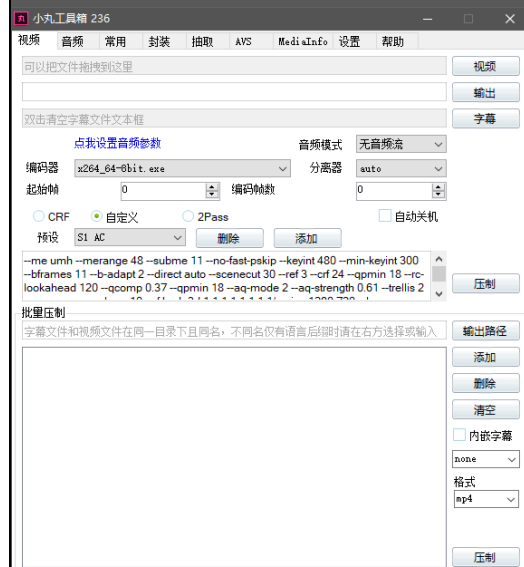 丸 小丸工具箱 236
视频 音频 常用 封装 抽取 AVS MediaInfo 设置 帮助
可以把文件拖拽到这里 视频
输出
双击清空字幕文件文本框 字幕
点我设置音频参数 音频模式 无音频流
编码器 x264_64-8bit.exe 分离器 auto
起始帧 0 编码帧数 0
CRF 自定义 2Pass 自动关机
预设 S1 AC 删除 添加
--me umh --merange 48 --subme 11 --no-fast-pskip --keyint 480 --min-keyint 300
--bframes 11 --b-adapt 2 --direct auto --scenecut 30 --ref 3 --crf 24 --qpmin 18 --rc-
lookahead 120 --qcomp 0.37 --qpmin 18 --aq-mode 2 --aq-strength 0.61 --trellis 2
压制
批量压制
字幕文件和视频文件在同一目录下且同名，不同名仅有语言后缀时请在右方选择或输入 输出路径
添加
删除
清空
内嵌字幕
none
格式
mp4
压制